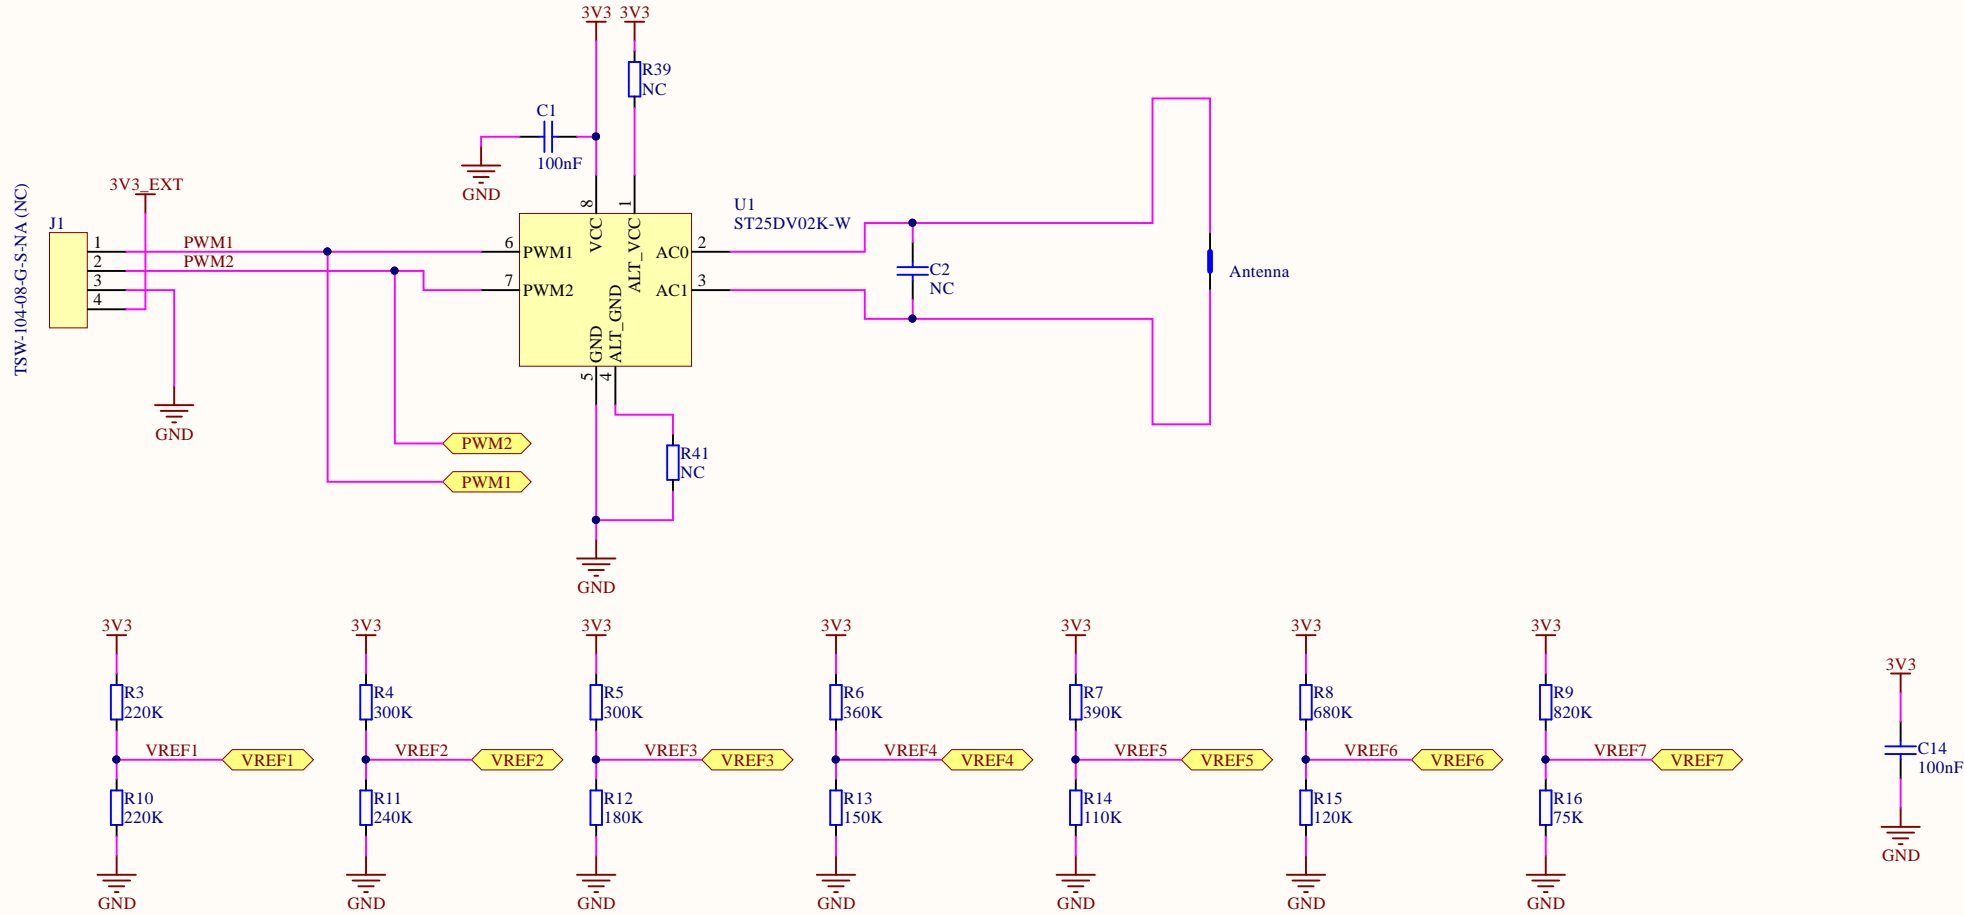 3V3 3V3
R39
NC
C1
100nF
GND
3V3_EXT
TSW-104-08-G-S-NA (NC)
J1
1
2
3
4
PWM1
PWM2
GND
U1
ST25DV02K-W
8
1
VCC
ALT_VCC
6
PWM1
7
PWM2
AC0
2
AC1
3
GND
ALT_GND
5
4
C2
NC
Antenna
PWM2
PWM1
R41
NC
GND
3V3 3V3 3V3 3V3 3V3 3V3 3V3
R3 R4 R5 R6 R7 R8 R9
220K 300K 300K 360K 390K 680K 820K
VREF1 VREF1 VREF2 VREF2 VREF3 VREF3 VREF4 VREF4 VREF5 VREF5 VREF6 VREF6 VREF7 VREF7
R10 R11 R12 R13 R14 R15 R16
220K 240K 180K 150K 110K 120K 75K
GND GND GND GND GND GND GND
3V3
C14
100nF
GND